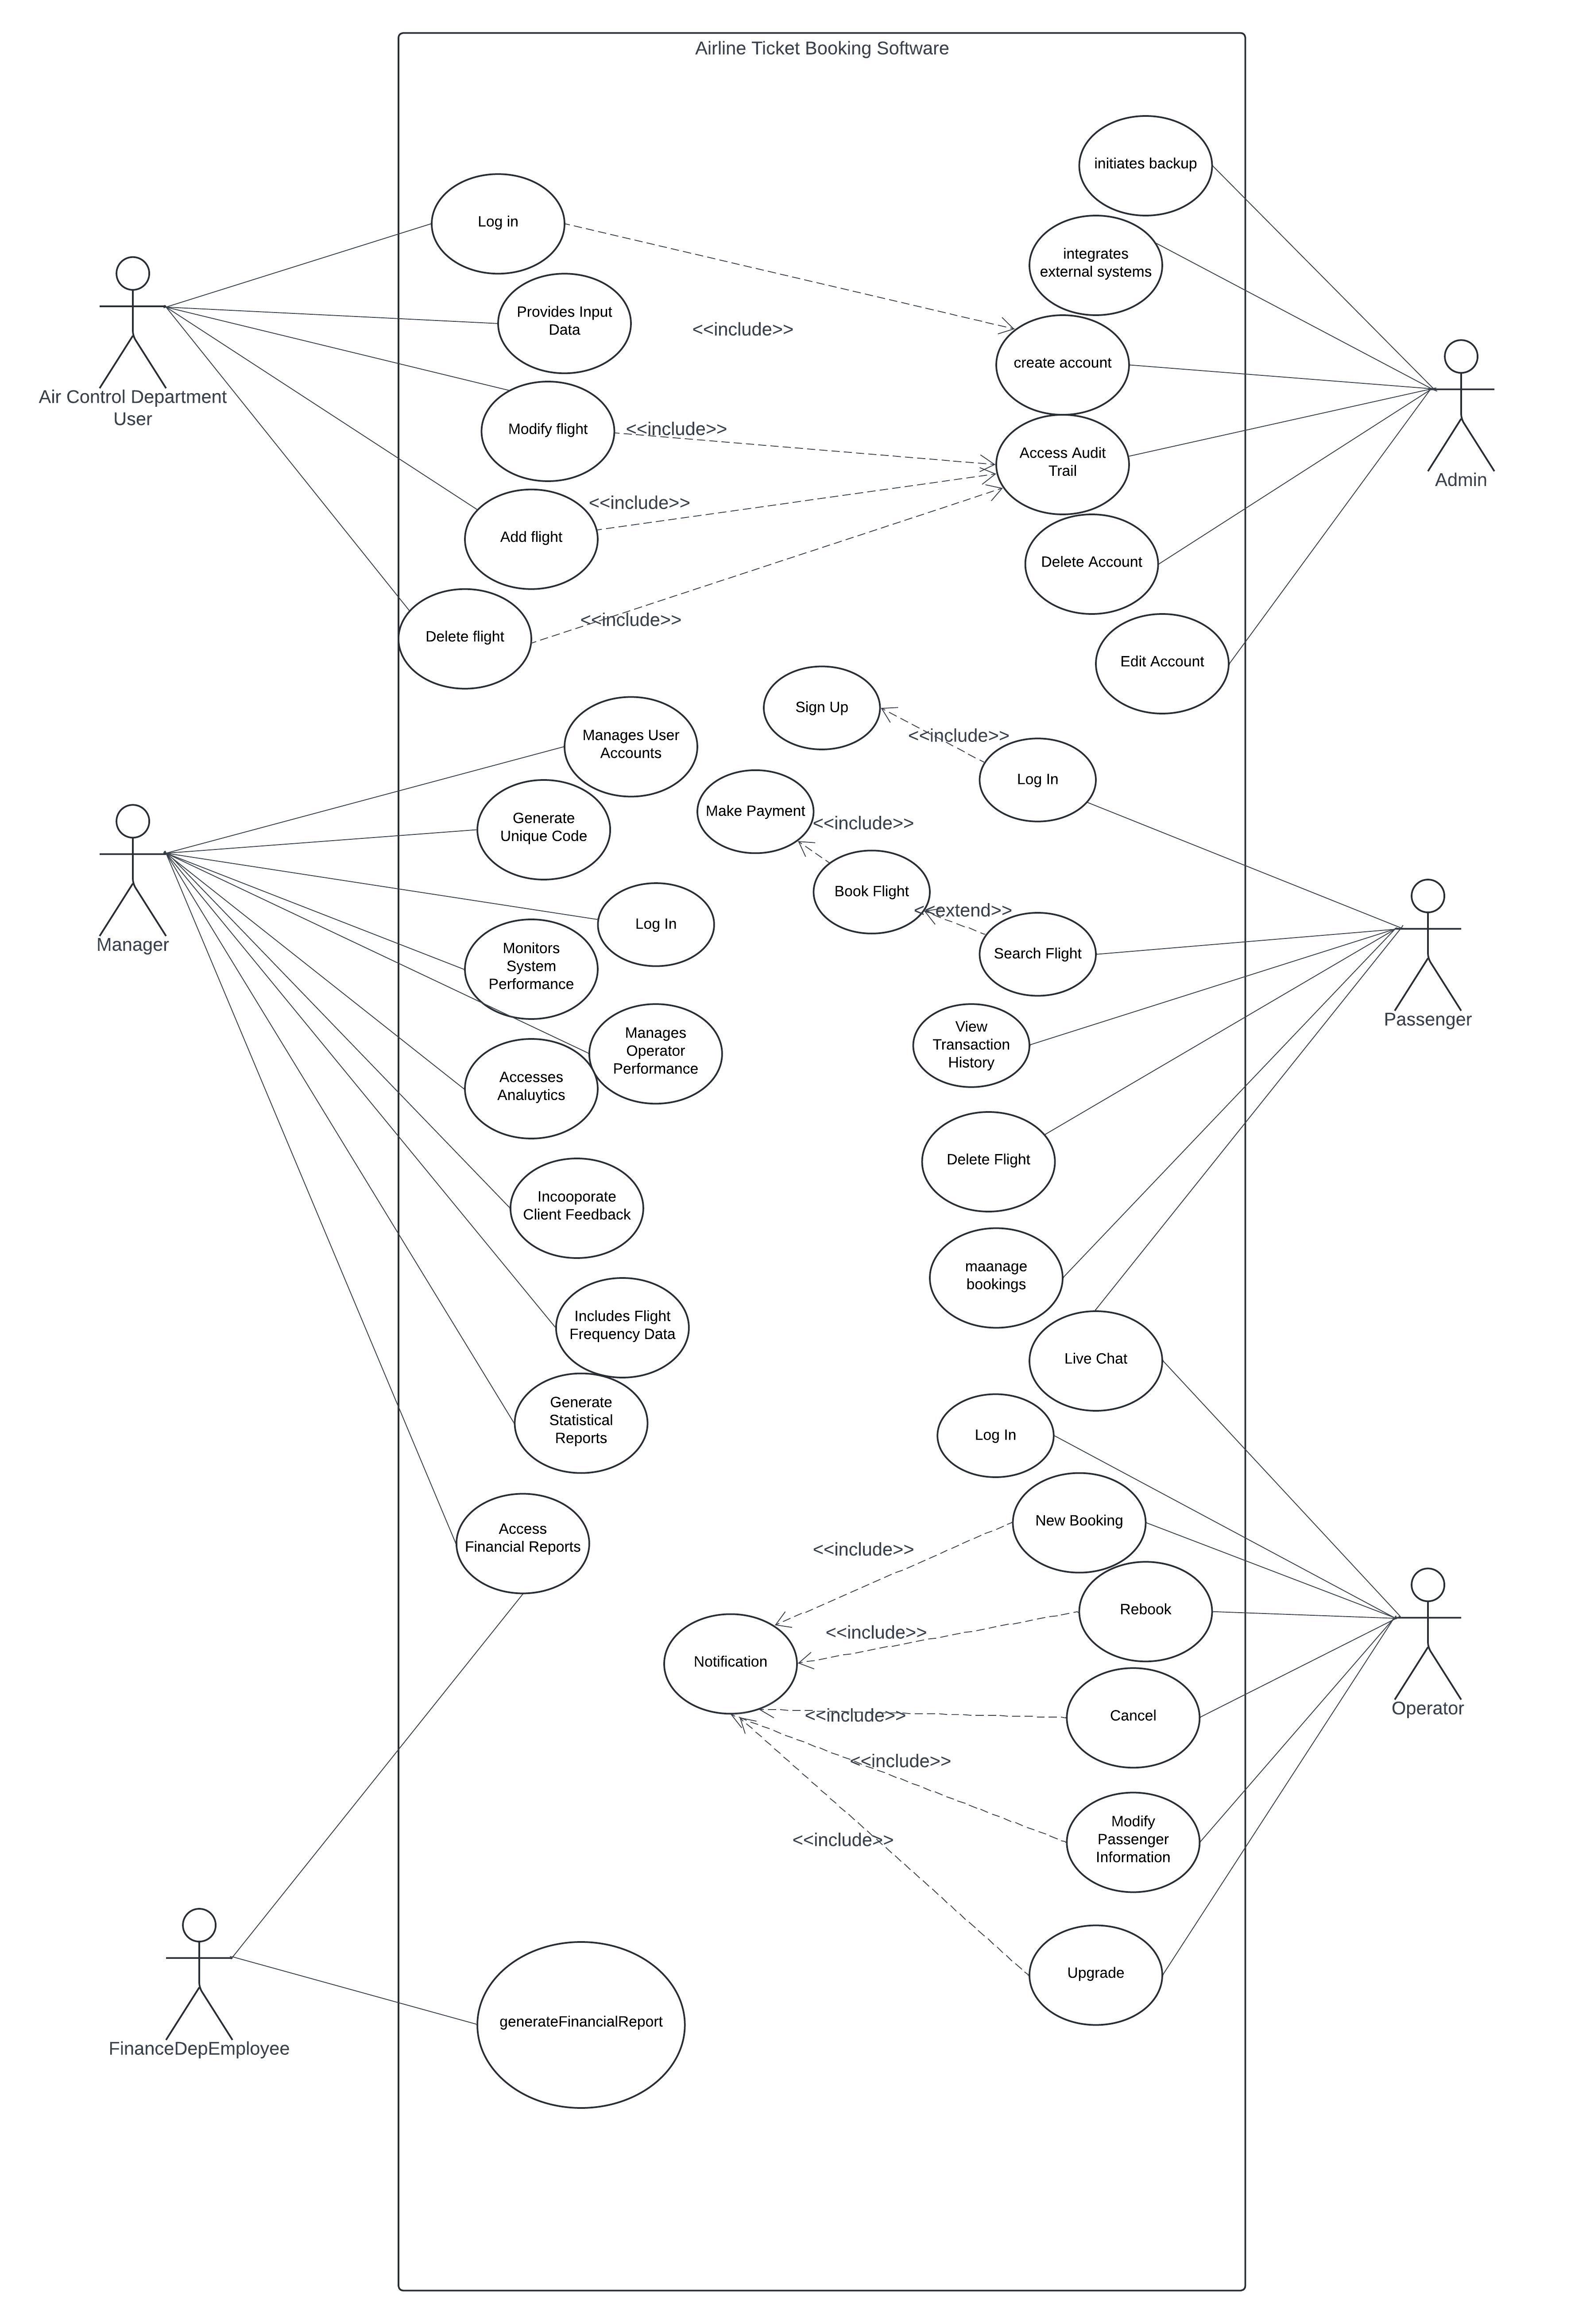 Airline Ticket Booking Software
initiates backup
Log in
integrates
external systems
Provides Input
Data
<<include>>
create account
Air Control Department
User
Modify flight
<<include>>
Access Audit
Trail
Admin
Add flight
<<include>>
Delete Account
Delete flight
<<include>>
Edit Account
Sign Up
Manages User
Accounts
<<include>>
Log In
Make Payment
<<include>>
Generate
Unique Code
Book Flight
<<extend>>
Log In
Manager
Monitors
System
Performance
Search Flight
Passenger
View
Transaction
History
Manages
Operator
Performance
Accesses
Analuytics
Delete Flight
Incooporate
Client Feedback
maanage
bookings
Includes Flight
Frequency Data
Live Chat
Generate
Statistical
Reports
Log In
Access
Financial Reports
New Booking
<<include>>
Rebook
<<include>>
Notification
Cancel
<<include>>
Operator
<<include>>
Modify
Passenger
Information
<<include>>
Upgrade
FinanceDepEmployee
generateFinancialReport